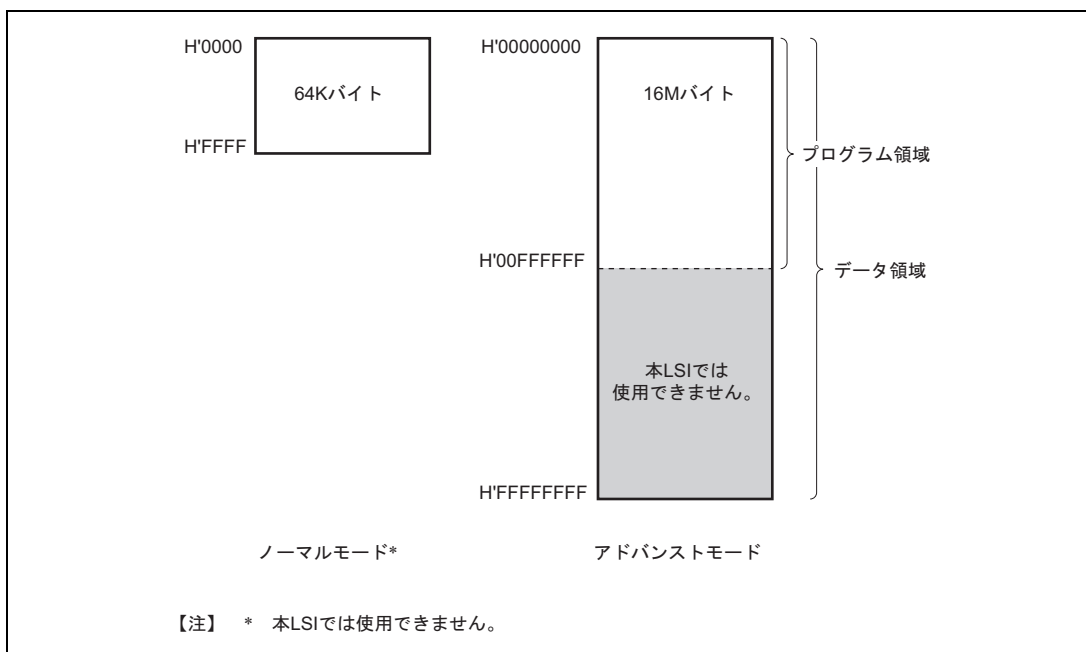 H'0000
64Kバイト
H'FFFF
H'00000000
16Mバイト
プログラム領域
H'00FFFFFF
データ領域
本LSIでは
使用できません。
H'FFFFFFFF
ノーマルモード*
アドバンストモード
【注】 * 本LSIでは使用できません。